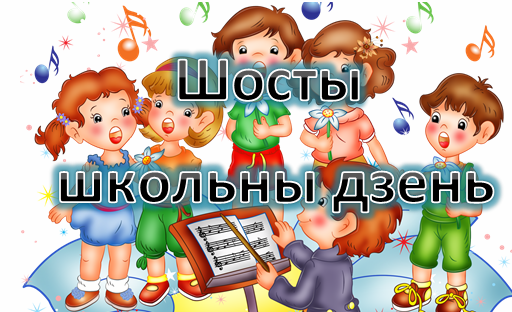 Шосты
школьны дзень